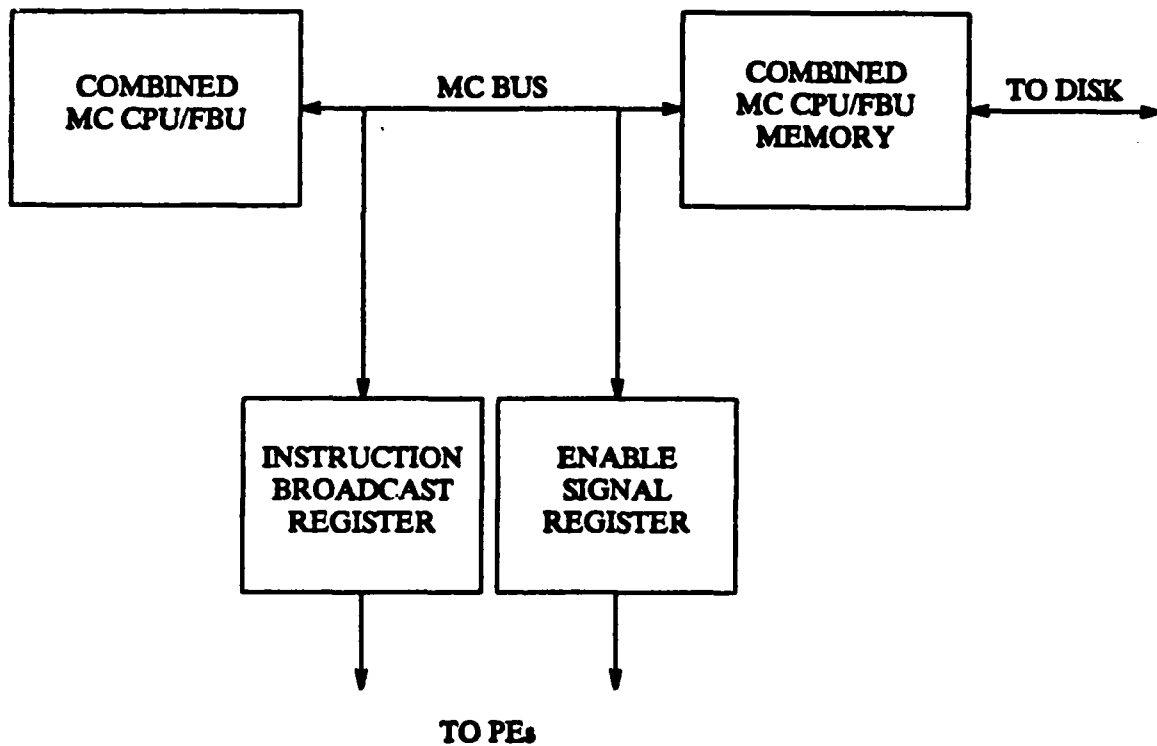 COMBINED
MC CPU/FBU
MC BUS
COMBINED
MC CPU/FBU
MEMORY
TO DISK
INSTRUCTION
BROADCAST
REGISTER
ENABLE
SIGNAL
REGISTER
TO PEs